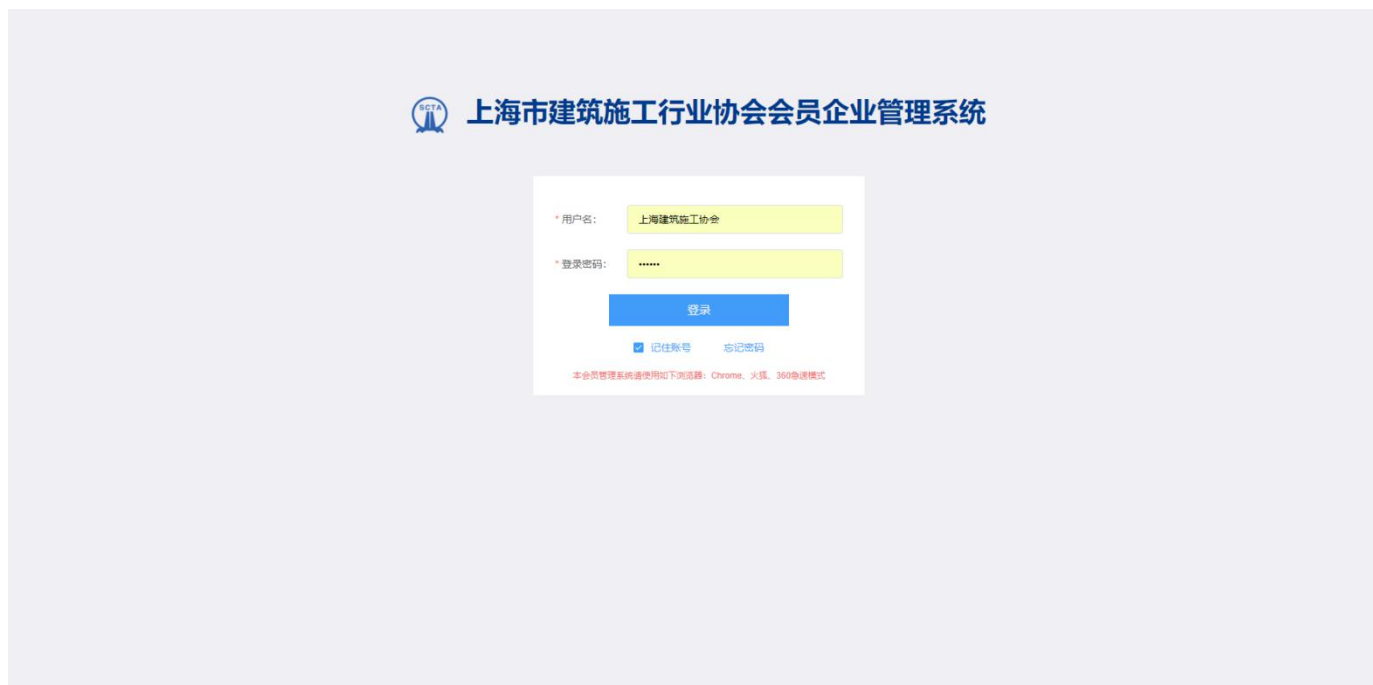 SCTA
上海市建筑施工行业协会会员企业管理系统
*用户名： 上海建筑施工协会
*登录密码： ••••••
登录
记住账号 忘记密码
本会员管理系统请使用如下浏览器：Chrome、火狐、360急速模式